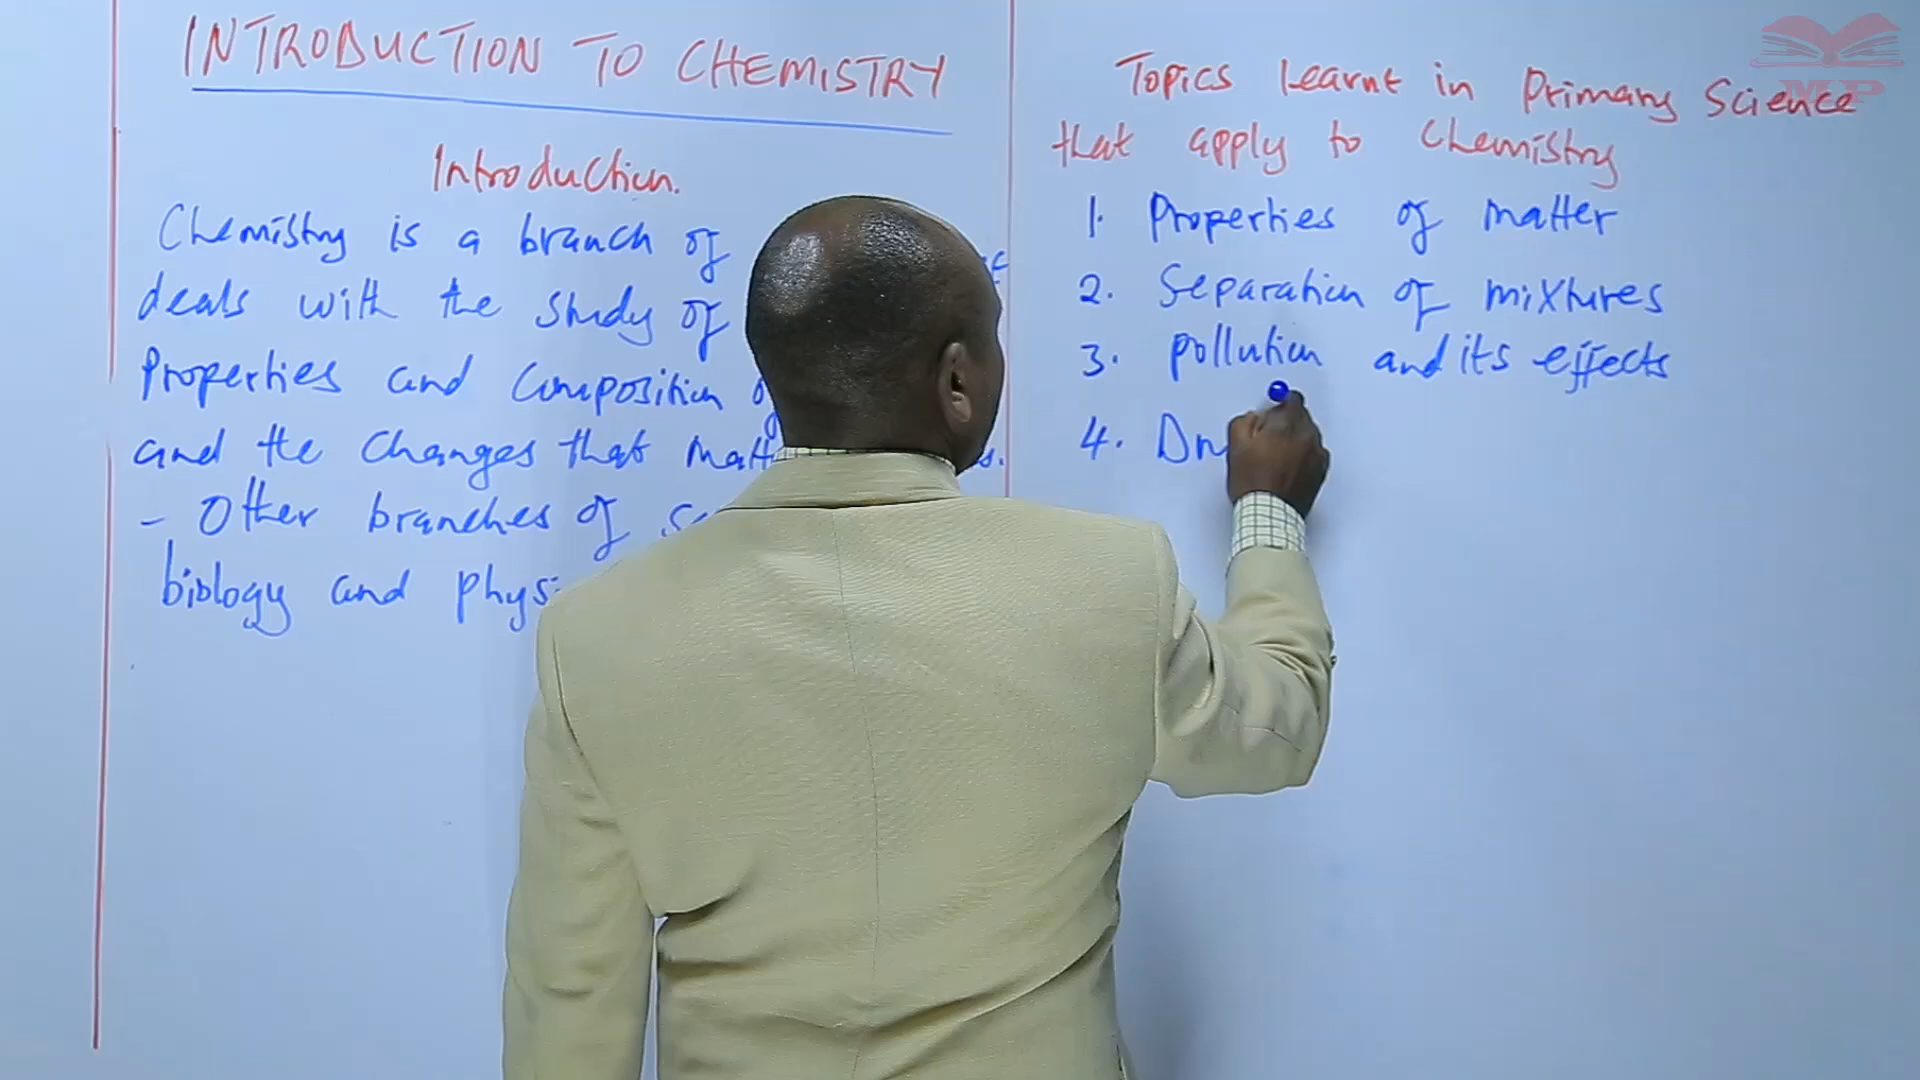 INTRODUCTION TO CHEMISTRY
Introduction.
Chemistry is a branch of
deals with the study of
Properties and composition
and the changes that
- Other branches of
biology and
Topics learnt in Primary Science
that apply to Chemistry
1. Properties of matter
2. Separation of mixtures
3. pollution and its effects
4.
MP